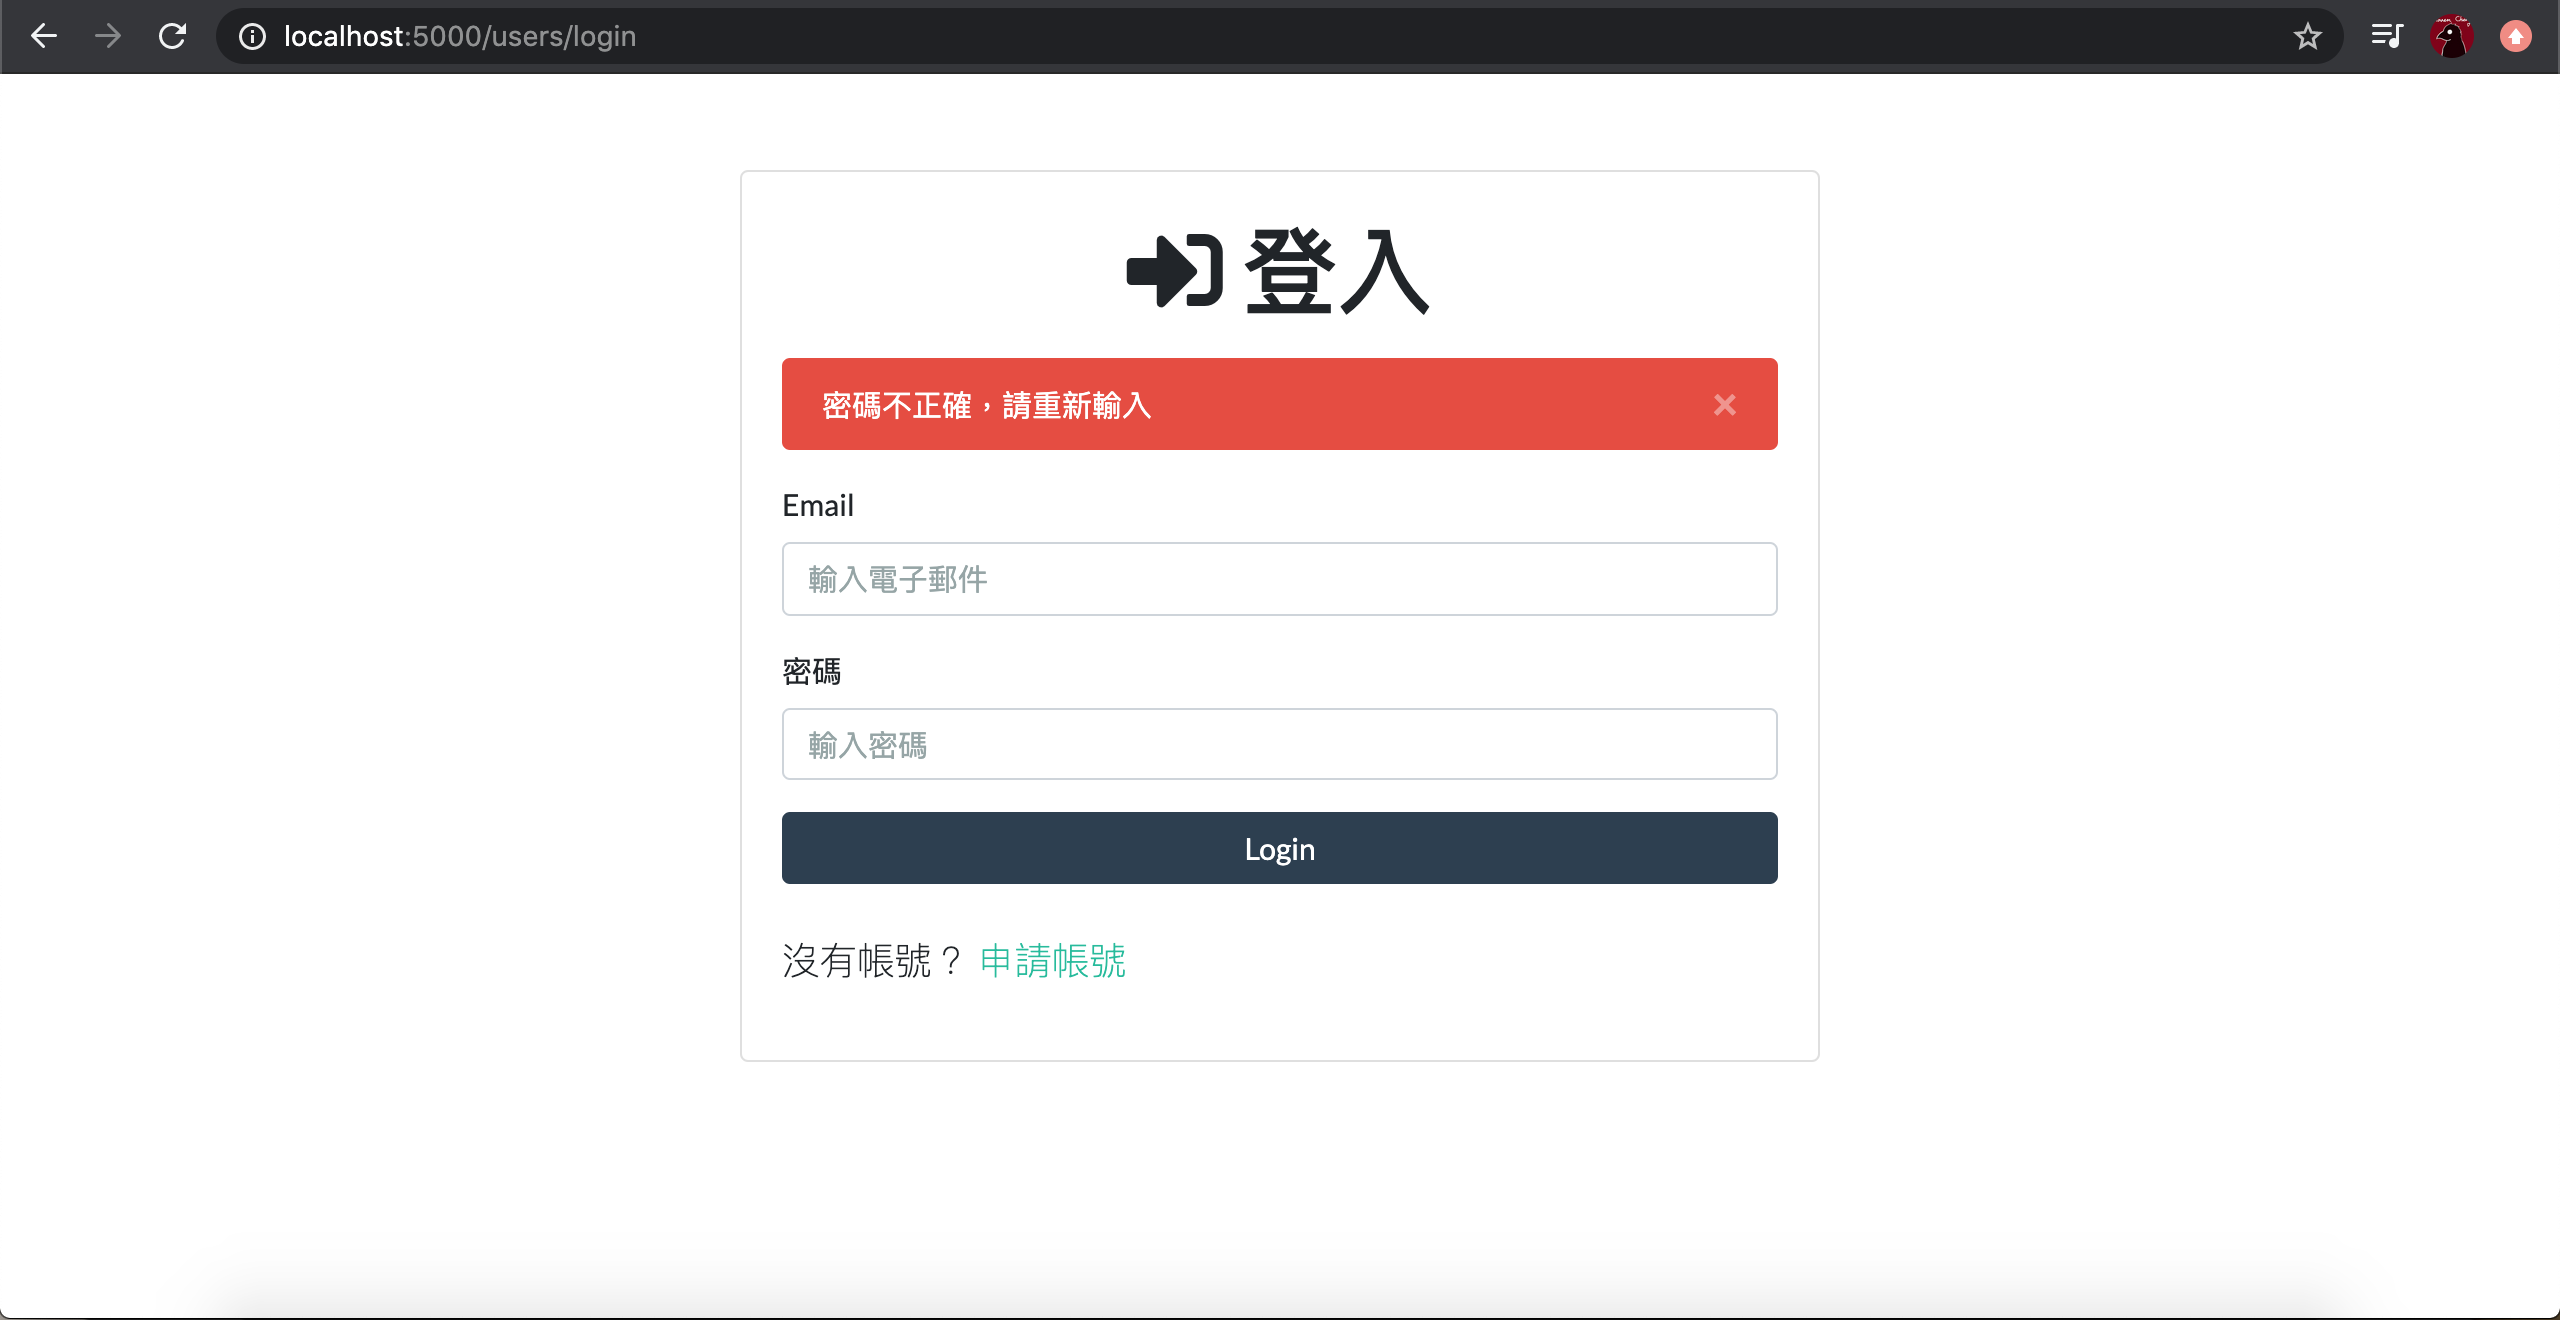 localhost:5000/users/login
登入
密碼不正確，請重新輸入
Email
輸入電子郵件
密碼
輸入密碼
Login
沒有帳號？ 申請帳號